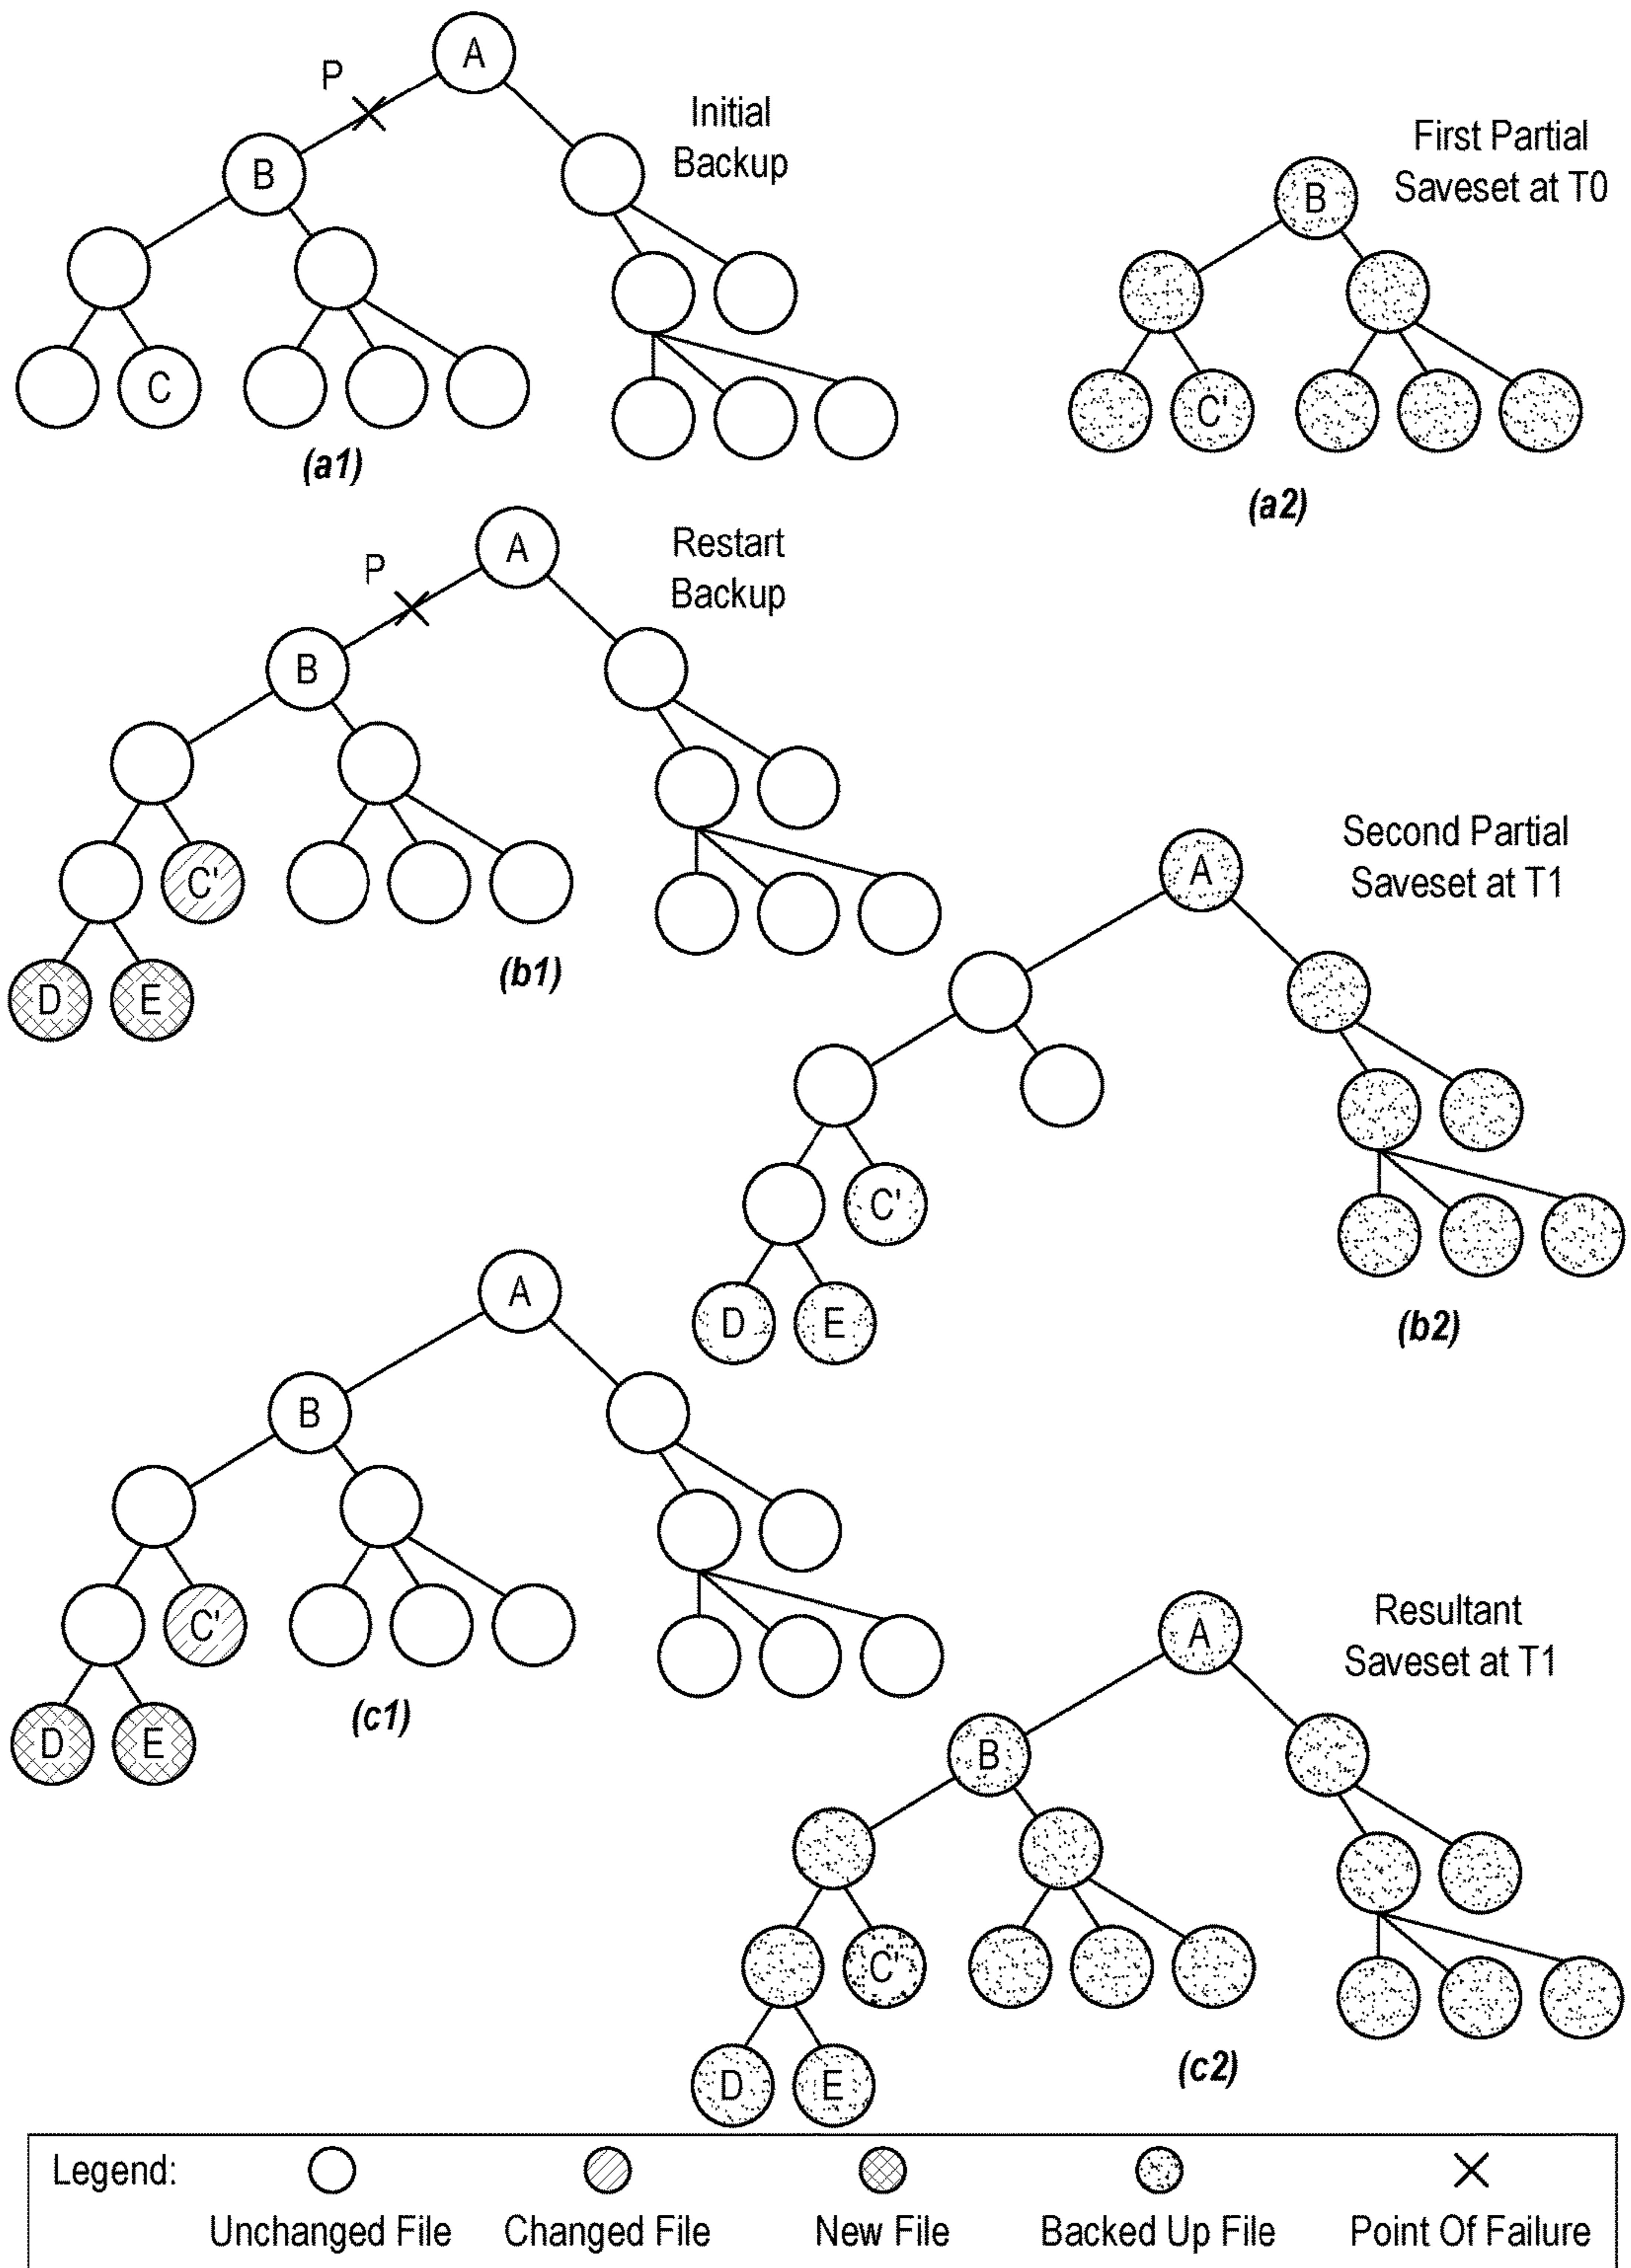 A
P
Initial
Backup
B
C
(a1)
First Partial
Saveset at T0
B
C'
(a2)
A
P
Restart
Backup
B
C'
D E
(b1)
Second Partial
Saveset at T1
A
C'
D E
(b2)
A
B
C'
D E
(c1)
Resultant
Saveset at T1
A
B
C'
D E
(c2)
Legend:
Unchanged File Changed File New File Backed Up File Point Of Failure